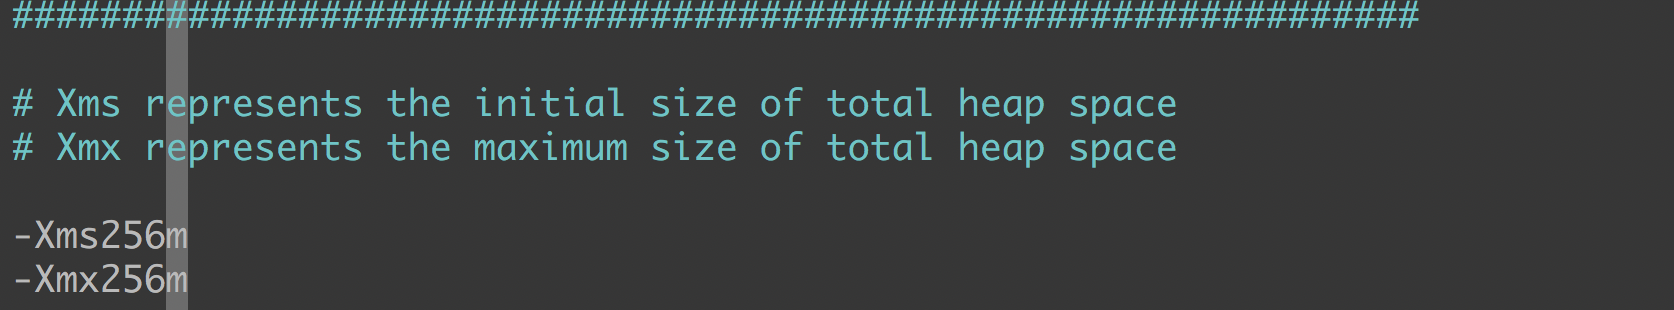 ################################################################
# Xms represents the initial size of total heap space
# Xmx represents the maximum size of total heap space
-Xms256m
-Xmx256m